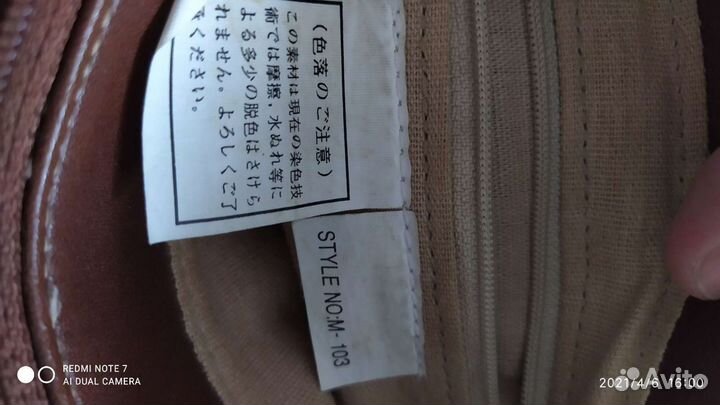 (色落のご注意)
この素材は現在の染色技
術では摩擦,水ぬれ等に
よる多少の脱色はさけら
れません。よろしくご了
てください。
STYLE NO:M-103
REDMI NOTE 7
AI DUAL CAMERA
Avito
2021/4/6 16:00